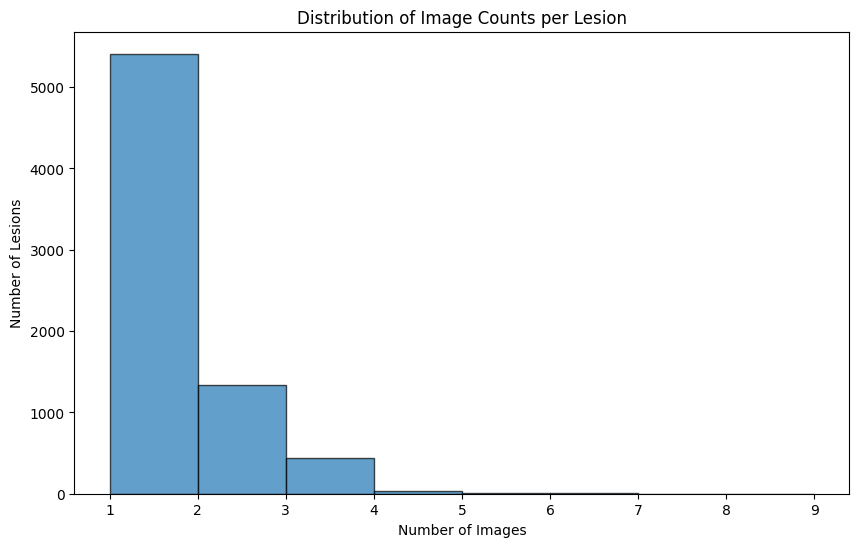 Distribution of Image Counts per Lesion
5000
4000
3000
2000
1000
0
Number of Lesions
1 2 3 4 5 6 7 8 9
Number of Images